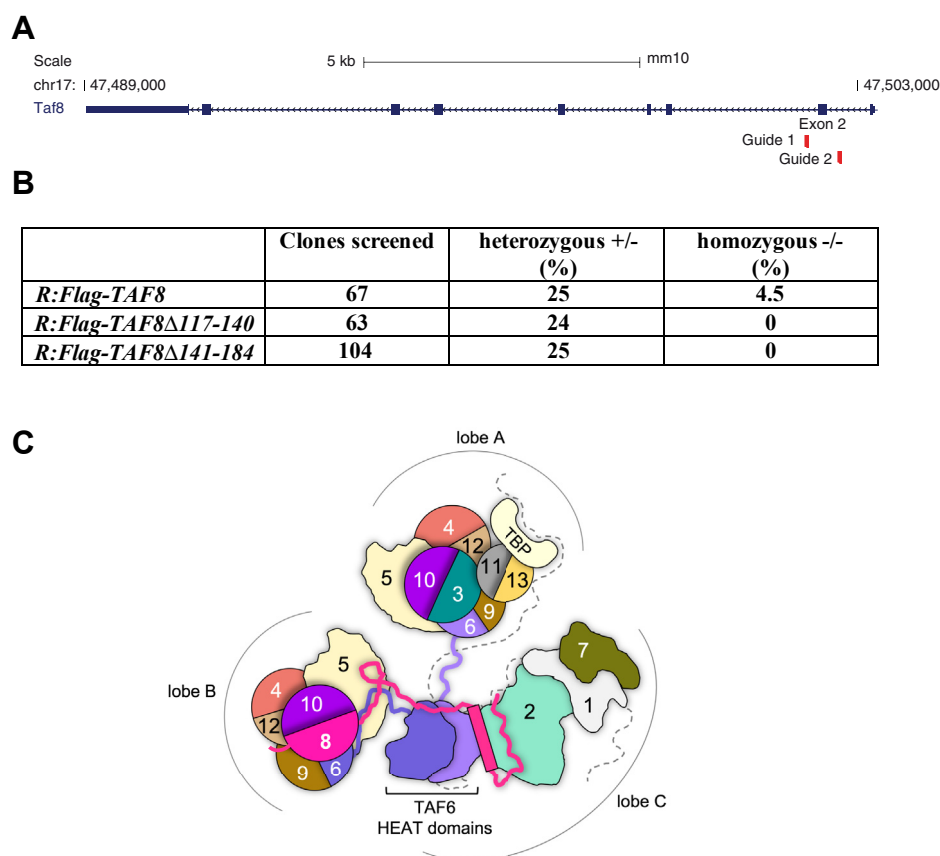 A
Scale 5 kb mm10
chr17: 47,489,000 47,503,000
Taf8
Exon 2
Guide 1
Guide 2
B
Clones screened heterozygous +/- (%) homozygous -/- (%)
R:Flag-TAF8 67 25 4.5
R:Flag-TAF8Δ117-140 63 24 0
R:Flag-TAF8Δ141-184 104 25 0
C
lobe A
4
12
TBP
5
10
11
3
13
9
6
7
5
lobe B
4
10
2
1
12
8
9
6
lobe C
TAF6
HEAT domains